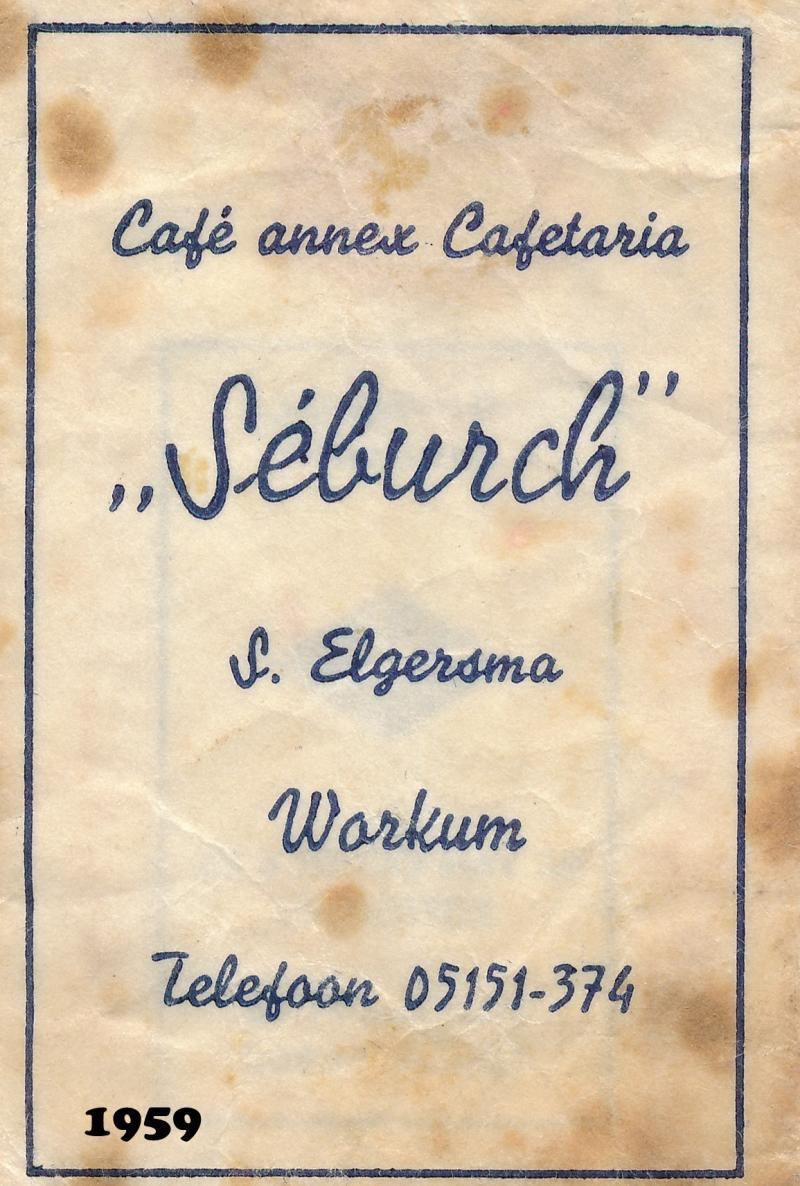 Café annex Cafetaria
„Séburch”
S. Elgersma
Workum
Telefoon 05151-374
1959